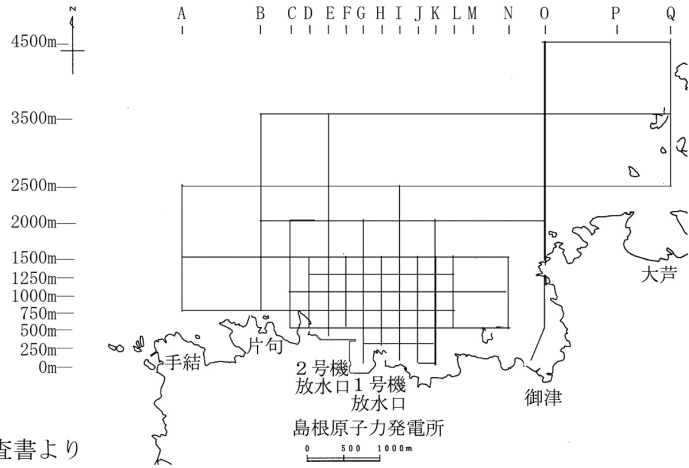 A B C D E F G H I J K L M N O P Q
N
4500m
3500m
2500m
2000m
1500m
1250m
1000m
750m
500m
250m
0m
大芦
手結
片句
2号機
放水口
1号機
放水口
御津
島根原子力発電所
査書より
0 500 1000m